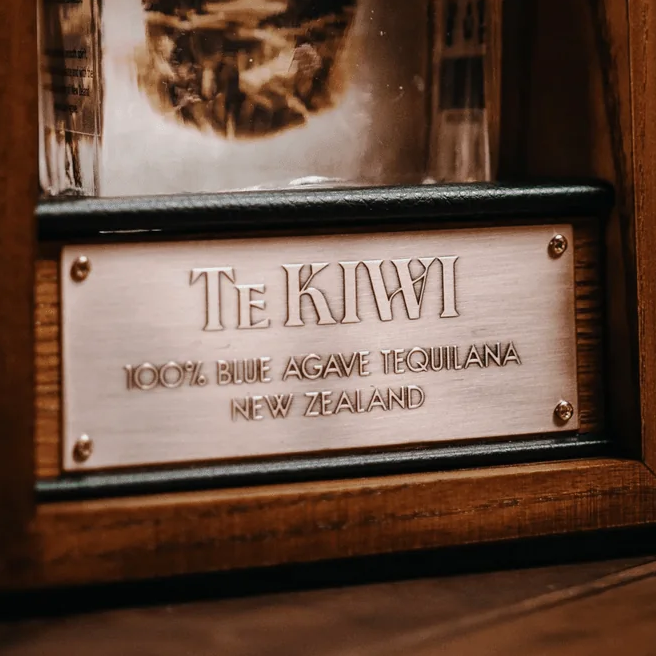 TE KIWI
100% BLUE AGAVE TEQUILANA
NEW ZEALAND